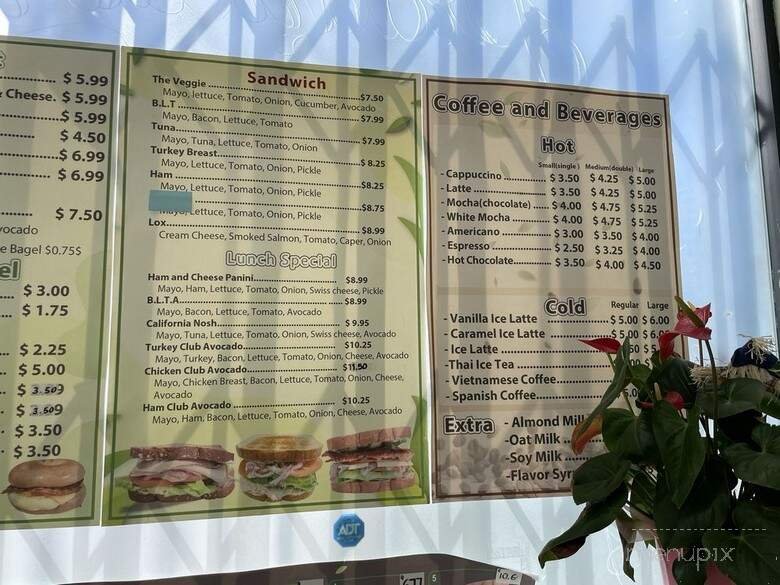 $ 5.99
& Cheese. $ 5.99
$ 5.99
$ 4.50
$ 6.99
$ 6.99
$ 7.50
vocado
e Bagel $0.75$
el
$ 3.00
$ 1.75
$ 2.25
$ 5.00
$ 3.509
$ 3.509
$ 3.50
$ 3.50
Sandwich
The Veggie $7.50
Mayo, lettuce, Tomato, Onion, Cucumber, Avocado
B.L.T $7.99
Mayo, Bacon, Lettuce, Tomato
Tuna $7.99
Mayo, Tuna, Lettuce, Tomato, Onion
Turkey Breast $ 8.25
Mayo, Lettuce, Tomato, Onion, Pickle
Ham $8.25
Mayo, Lettuce, Tomato, Onion, Pickle
$8.75
Mayo, Lettuce, Tomato, Onion, Pickle
Lox $8.99
Cream Cheese, Smoked Salmon, Tomato, Caper, Onion
Lunch Special
Ham and Cheese Panini $8.99
Mayo, Ham, Lettuce, Tomato, Onion, Swiss cheese, Pickle
B.L.T.A $8.99
Mayo, Bacon, Lettuce, Tomato, Avocado
California Nosh $ 9.95
Mayo, Tuna, Lettuce, Tomato, Onion, Swiss cheese, Avocado
Turkey Club Avocado $10.25
Mayo, Turkey, Bacon, Lettuce, Tomato, Onion, Cheese, Avocado
Chicken Club Avocado $11.50
Mayo, Chicken Breast, Bacon, Lettuce, Tomato, Onion, Cheese,
Avocado
Ham Club Avocado $10.25
Mayo, Ham, Bacon, Lettuce, Tomato, Onion, Cheese, Avocado
ADT
Coffee and Beverages
Hot
Small(single) Medium(double) Large
- Cappuccino $ 3.50 $ 4.25 $ 5.00
- Latte $ 3.50 $ 4.25 $ 5.00
- Mocha(chocolate) $ 4.00 $ 4.75 $ 5.25
- White Mocha $ 4.00 $ 4.75 $ 5.25
- Americano $ 3.00 $ 3.50 $ 4.00
- Espresso $ 2.50 $ 3.25 $ 4.00
- Hot Chocolate $ 3.50 $ 4.00 $ 4.50
Cold
Regular Large
- Vanilla Ice Latte $ 5.00 $ 6.00
- Caramel Ice Latte $ 5.00
- Ice Latte
- Thai Ice Tea
- Vietnamese Coffee
- Spanish Coffee
Extra
- Almond Mil
-Oat Milk
-Soy Milk
-Flavor Syr
menupix